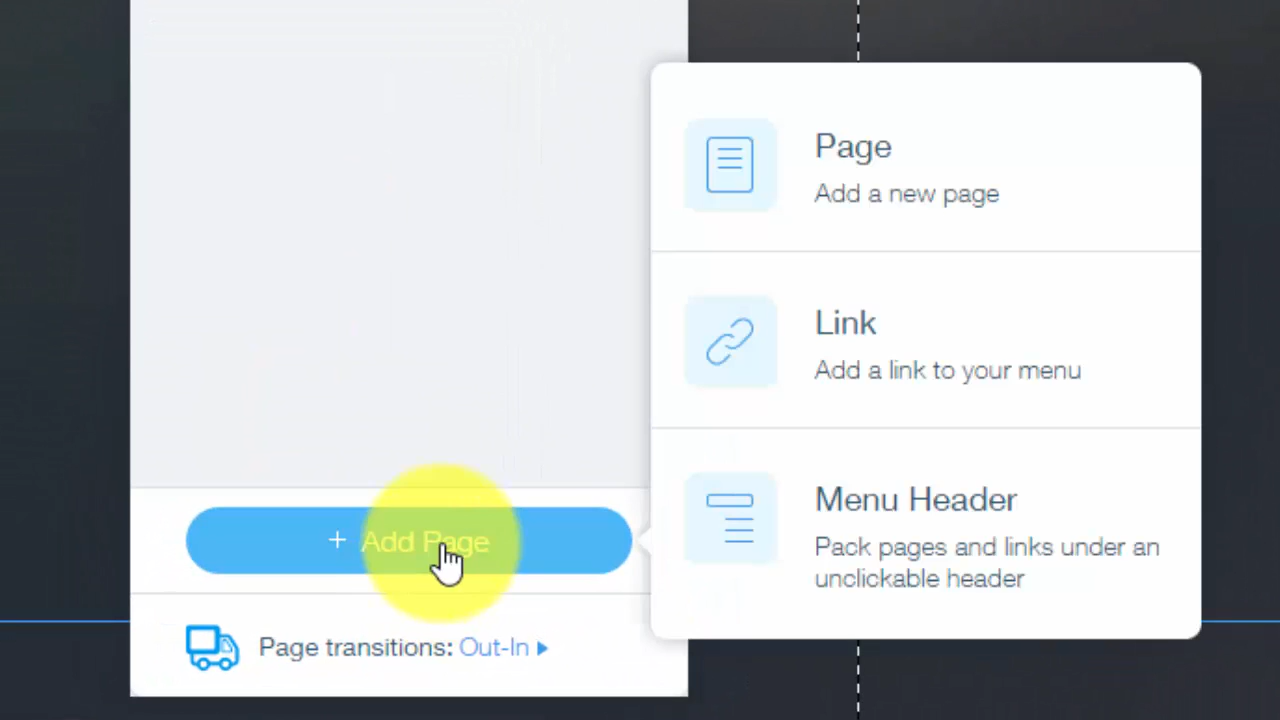 Page
Add a new page
Link
Add a link to your menu
Menu Header
Pack pages and links under an
unclickable header
+ Add Page
Page transitions: Out-In